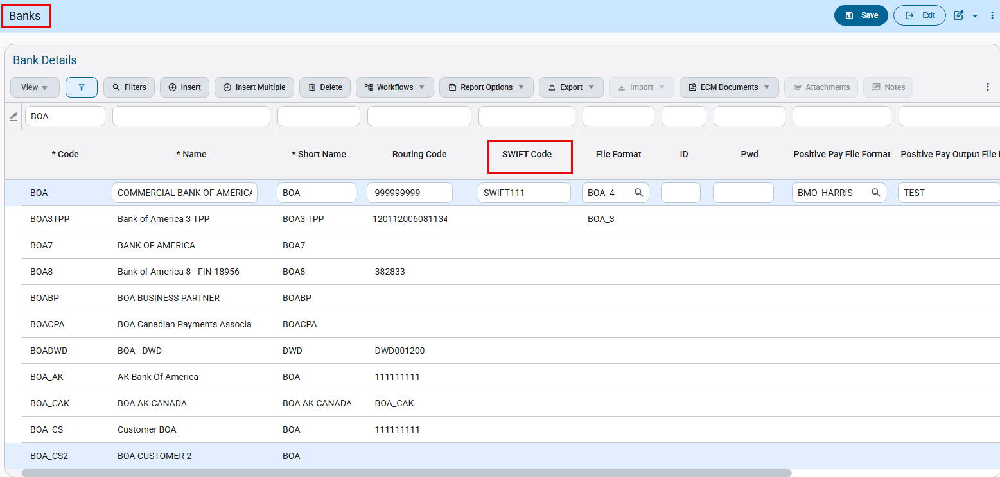 Banks
Save Exit
Bank Details
View Filters Insert Insert Multiple Delete Workflows Report Options Export Import ECM Documents Attachments Notes
BOA
* Code * Name * Short Name Routing Code SWIFT Code File Format ID Pwd Positive Pay File Format Positive Pay Output File
BOA COMMERCIAL BANK OF AMERICA BOA 999999999 SWIFT111 BOA_4 BMO_HARRIS TEST
BOA3TPP Bank of America 3 TPP BOA3 TPP 120112006081134 BOA_3
BOA7 BANK OF AMERICA BOA7
BOA8 Bank of America 8 - FIN-18956 BOA8 382833
BOABP BOA BUSINESS PARTNER BOABP
BOACPA BOA Canadian Payments Associa BOACPA
BOADWD BOA - DWD DWD DWD001200
BOA_AK AK Bank Of America BOA 111111111
BOA_CAK BOA AK CANADA BOA AK CANADA BOA_CAK
BOA_CS Customer BOA BOA 111111111
BOA_CS2 BOA CUSTOMER 2 BOA